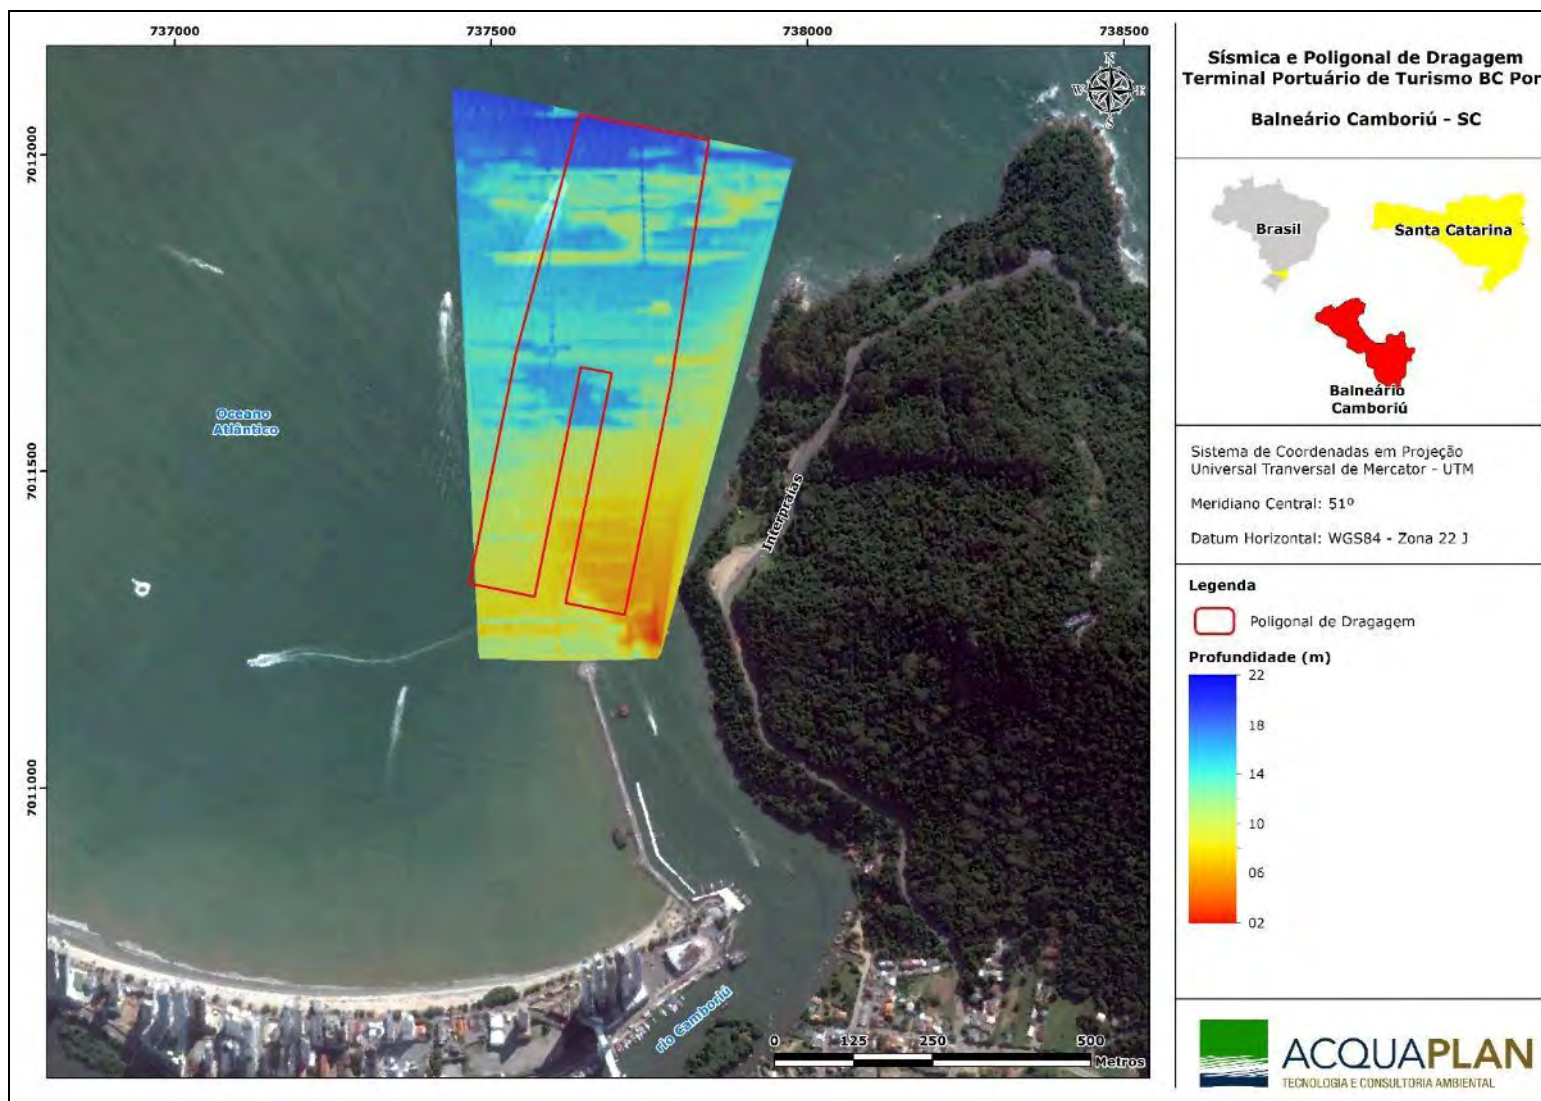 737000
737500
738000
738500
7012000
7011500
7011000
N
W
E
Oceano
Atlântico
Interpraias
rio Camboriú
0
125
250
500
Metros
Sísmica e Poligonal de Dragagem
Terminal Portuário de Turismo BC Por
Balneário Camboriú - SC
Brasil
Santa Catarina
Balneário
Camboriú
Sistema de Coordenadas em Projeção
Universal Tranversal de Mercator - UTM
Meridiano Central: 51º
Datum Horizontal: WGS84 - Zona 22 J
Legenda
Poligonal de Dragagem
Profundidade (m)
22
18
14
10
06
02
ACQUAPLAN
TECNOLOGIA E CONSULTORIA AMBIENTAL